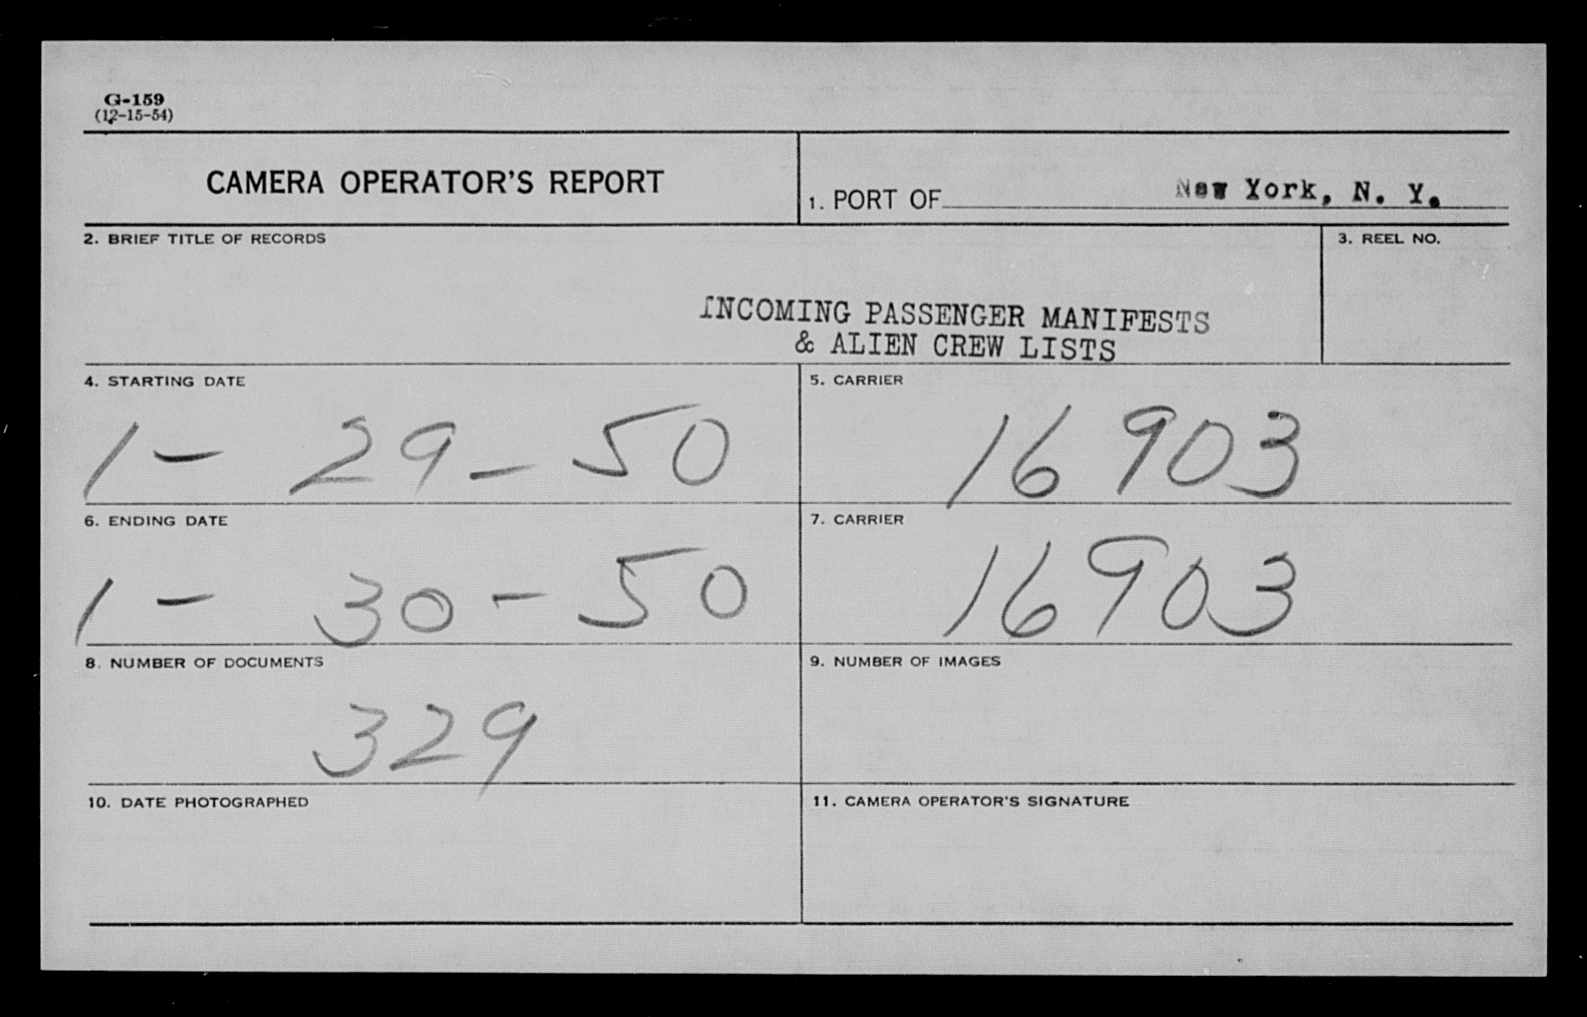 G-159
(12-15-54)
CAMERA OPERATOR'S REPORT
1. PORT OF New York, N. Y.
2. BRIEF TITLE OF RECORDS
3. REEL NO.
INCOMING PASSENGER MANIFESTS
& ALIEN CREW LISTS
4. STARTING DATE
1 - 29 - 50
5. CARRIER
16903
6. ENDING DATE
1 - 30 - 50
7. CARRIER
16903
8. NUMBER OF DOCUMENTS
329
9. NUMBER OF IMAGES
10. DATE PHOTOGRAPHED
11. CAMERA OPERATOR'S SIGNATURE